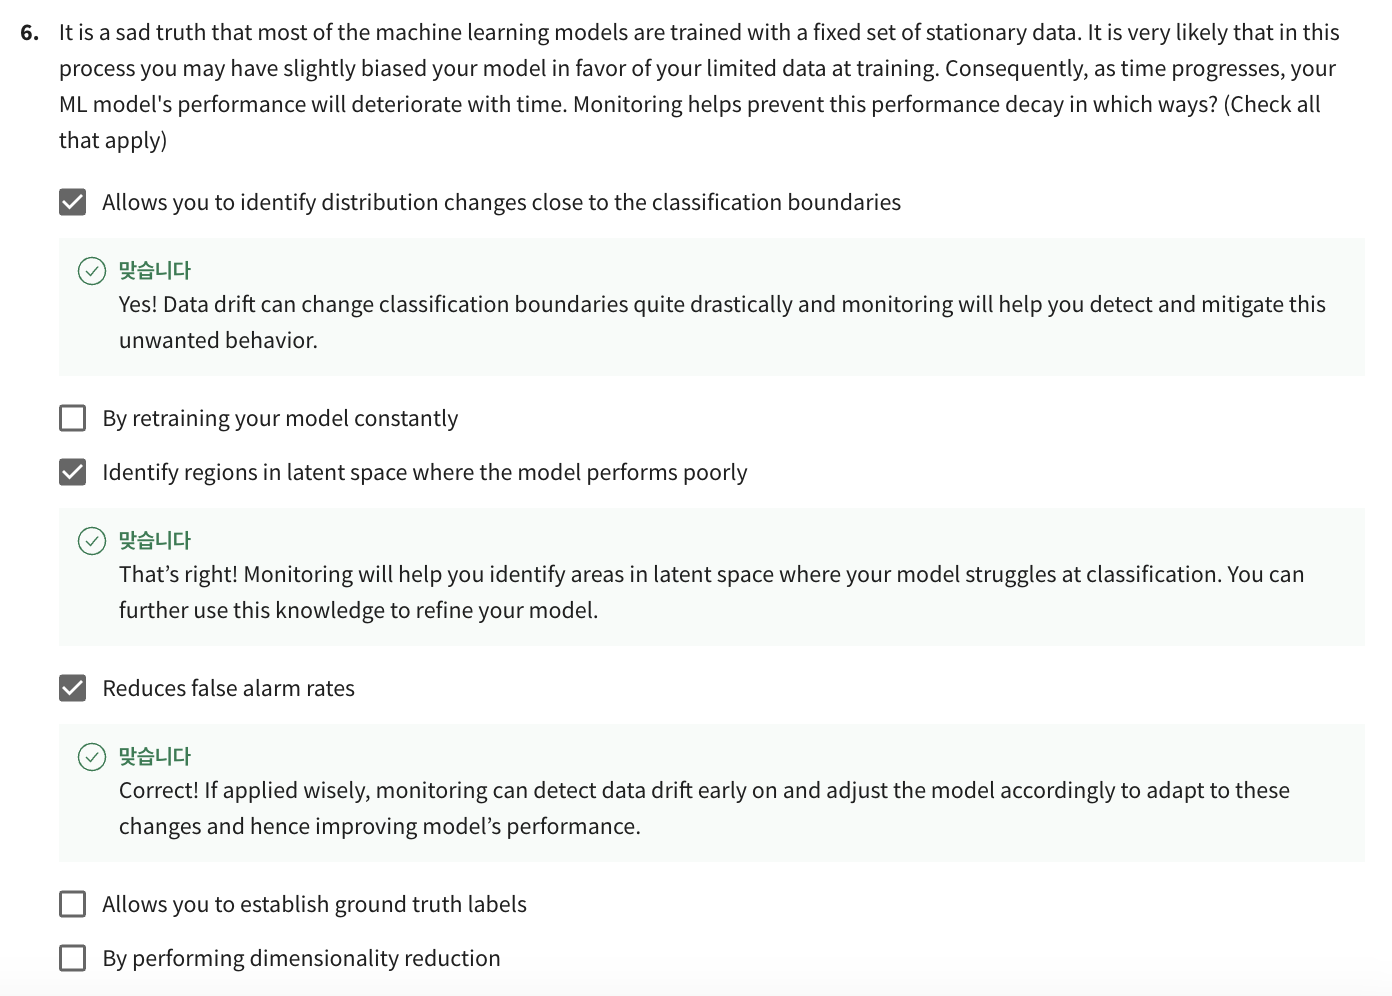 6. It is a sad truth that most of the machine learning models are trained with a fixed set of stationary data. It is very likely that in this
process you may have slightly biased your model in favor of your limited data at training. Consequently, as time progresses, your
ML model's performance will deteriorate with time. Monitoring helps prevent this performance decay in which ways? (Check all
that apply)
Allows you to identify distribution changes close to the classification boundaries
맞습니다
Yes! Data drift can change classification boundaries quite drastically and monitoring will help you detect and mitigate this
unwanted behavior.
By retraining your model constantly
Identify regions in latent space where the model performs poorly
맞습니다
That’s right! Monitoring will help you identify areas in latent space where your model struggles at classification. You can
further use this knowledge to refine your model.
Reduces false alarm rates
맞습니다
Correct! If applied wisely, monitoring can detect data drift early on and adjust the model accordingly to adapt to these
changes and hence improving model’s performance.
Allows you to establish ground truth labels
By performing dimensionality reduction